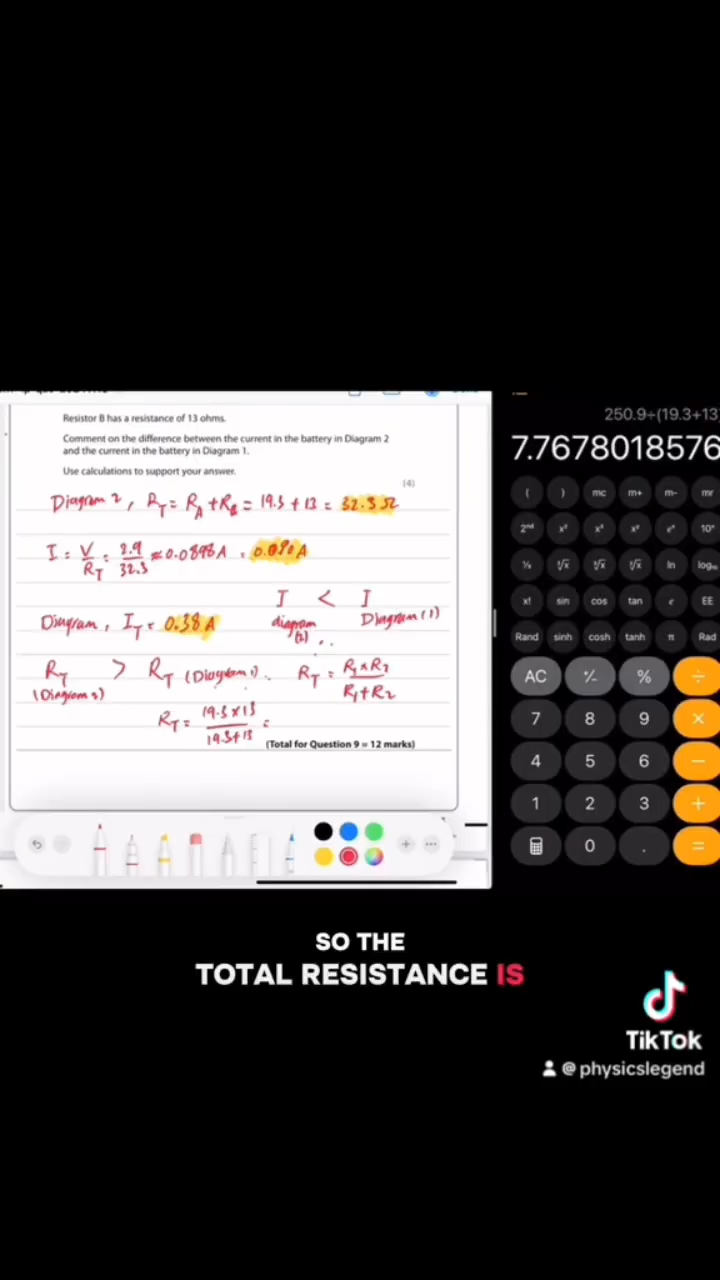 Resistor B has a resistance of 13 ohms.
Comment on the difference between the current in the battery in Diagram 2
and the current in the battery in Diagram 1.
Use calculations to support your answer.
(4)
Diagram 2, RT = RA + RB = 19.3 + 13 = 32.3 Ω
I = V/RT = 2.9/32.3 ≈ 0.0898 A = 0.090 A
I < I
Diagram, IT = 0.38 A
diagram (2) Diagram (1)
RT (Diagram 2) > RT (Diagram 1) RT = R1 × R2 / R1 + R2
RT = 19.3 × 13 / 19.3 + 13 =
(Total for Question 9 = 12 marks)
250.9÷(19.3+13)
7.7678018576
( ) mc m+ m- mr
2nd x² x³ xʸ eˣ 10ˣ
¹/x ²√x ³√x ʸ√x ln log₁₀
x! sin cos tan e EE
Rand sinh cosh tanh π Rad
AC +/- % ÷
7 8 9 ×
4 5 6 −
1 2 3 +
0 . =
SO THE
TOTAL RESISTANCE IS
TikTok
@physicslegend